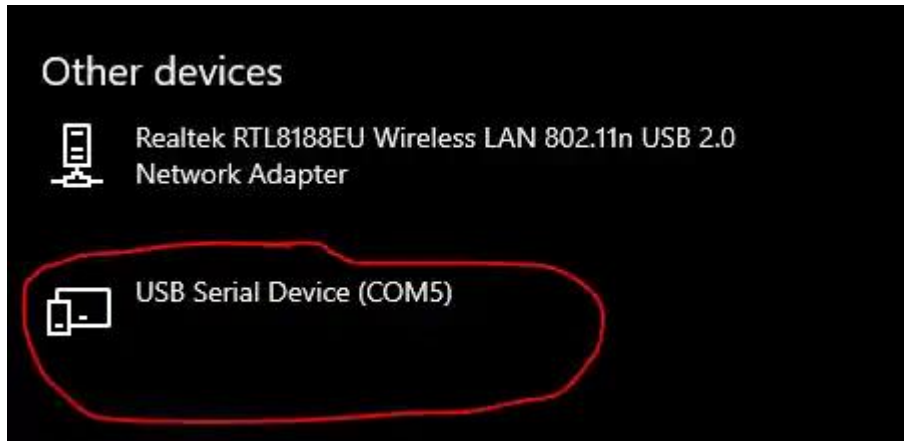 Other devices
Realtek RTL8188EU Wireless LAN 802.11n USB 2.0
Network Adapter
USB Serial Device (COM5)